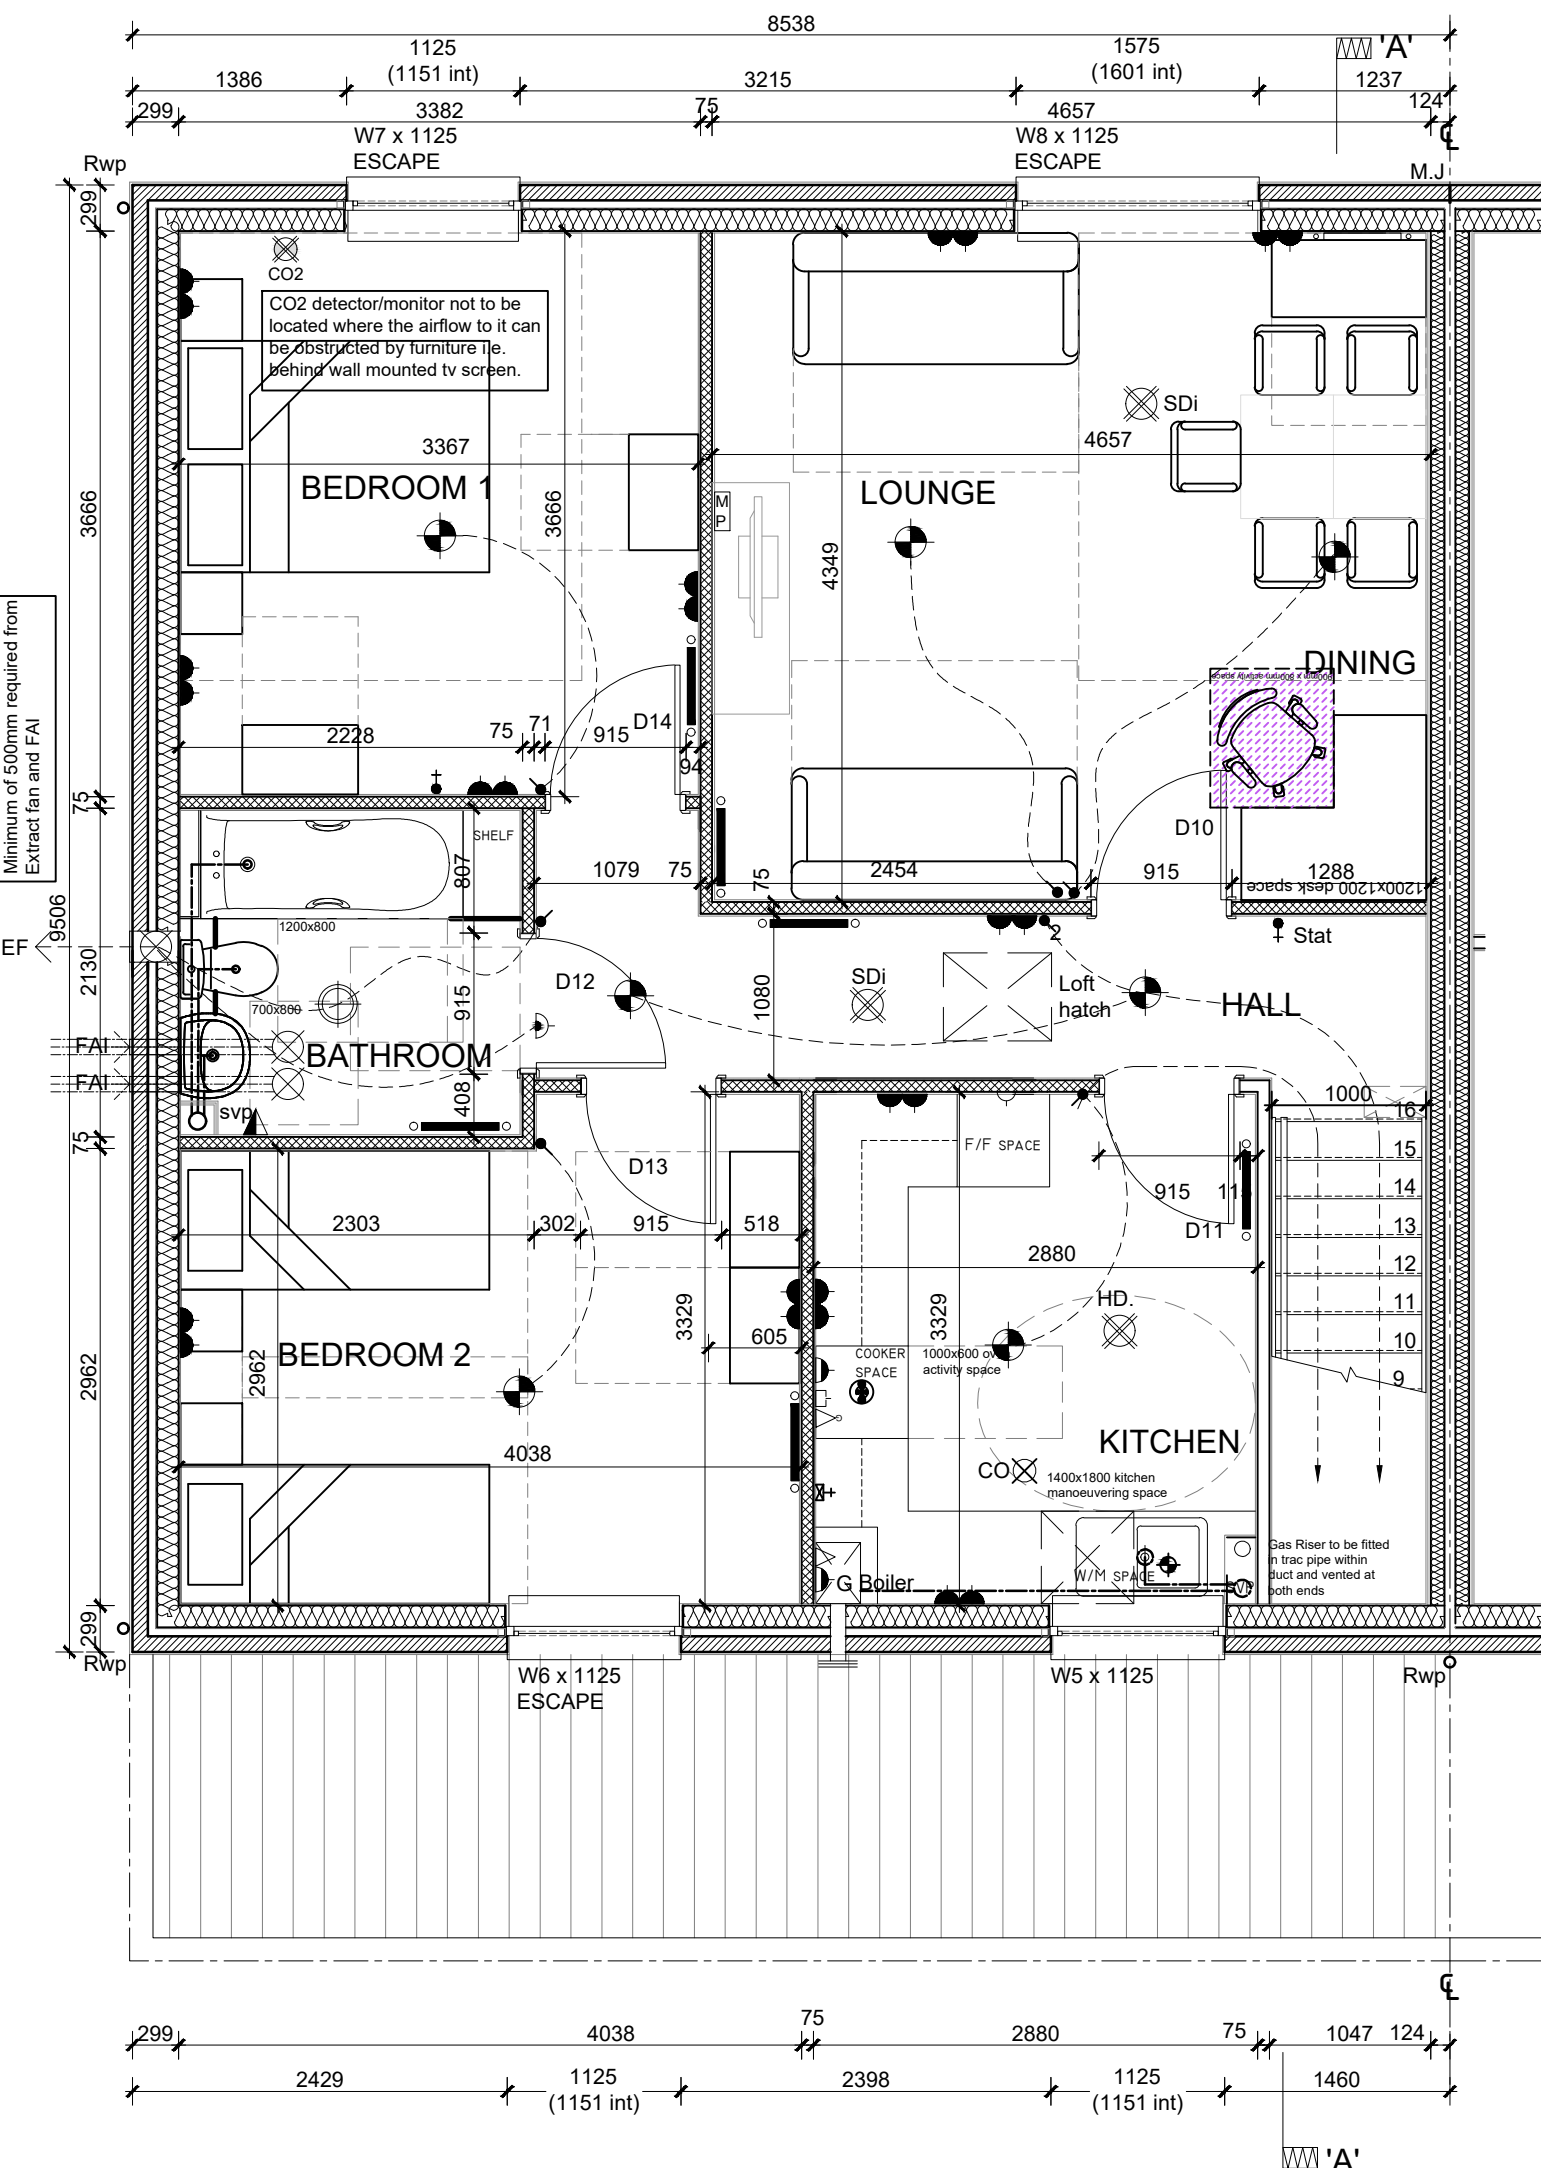 8538
1125
(1151 int)
1575
(1601 int)
'A'
1386
3215
1237
299
3382
75
4657
124
W7 x 1125
ESCAPE
W8 x 1125
ESCAPE
Rwp
M.J
299
CO2
CO2 detector/monitor not to be
located where the airflow to it can
be obstructed by furniture i.e.
behind wall mounted tv screen.
SDi
3367
4657
BEDROOM 1
LOUNGE
M
P
3666
3666
4349
Minimum of 500mm required from
Extract fan and FAI
DINING
800mm x 800mm activity space
2228
75
71
915
D14
94
75
SHELF
807
1079
75
75
2454
D10
915
1288
1200x1200 desk space
9506
EF
2130
1200x800
D12
915
700x800
1080
SDi
2
Loft
hatch
Stat
HALL
FAI
FAI
BATHROOM
svp
408
75
1000
16
F/F SPACE
15
D13
14
915
D11
13
2303
302
915
518
2880
12
HD.
11
3329
3329
10
605
COOKER
SPACE
activity space
9
BEDROOM 2
2962
2962
KITCHEN
4038
CO
1400x1800 kitchen
manoeuvering space
G Boiler
W/M SPACE
Gas Riser to be fitted
in trac pipe within
duct and vented at
both ends
299
Rwp
W6 x 1125
ESCAPE
W5 x 1125
Rwp
299
4038
75
2880
75
1047
124
2429
1125
(1151 int)
2398
1125
(1151 int)
1460
'A'